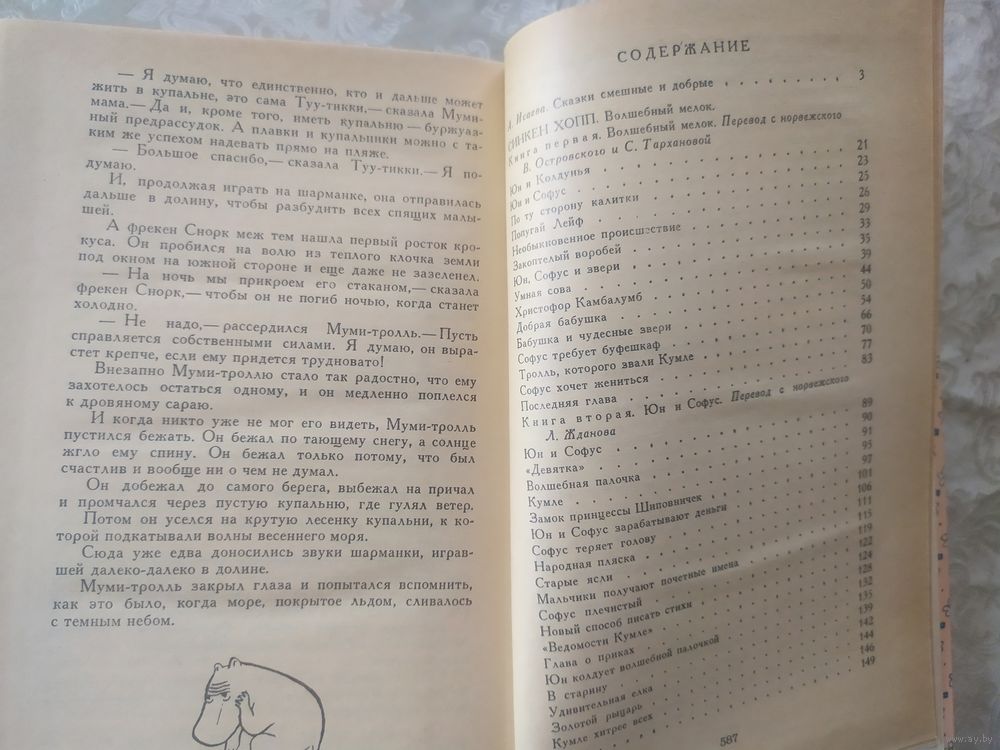 — Я думаю, что единственно, кто и дальше может
жить в купальне, это сама Туу-тикки,— сказала Муми-
мама.— Да и, кроме того, иметь купальню — буржуаз-
ный предрассудок. А плавки и купальники можно с та-
ким же успехом надевать прямо на пляже.
— Большое спасибо,— сказала Туу-тикки.— Я по-
думаю.
И, продолжая играть на шарманке, она отправилась
дальше в долину, чтобы разбудить всех спящих малы-
шей.
А фрекен Снорк меж тем нашла первый росток кро-
куса. Он пробился на волю из теплого клочка земли
под окном на южной стороне и еще даже не зазеленел.
— На ночь мы прикроем его стаканом,— сказала
фрекен Снорк,— чтобы он не погиб ночью, когда станет
холодно.
— Не надо,— рассердился Муми-тролль.— Пусть
справляется собственными силами. Я думаю, он выра-
стет крепче, если ему придется трудновато!
Внезапно Муми-троллю стало так радостно, что ему
захотелось остаться одному, и он медленно поплелся
к дровяному сараю.
И когда никто уже не мог его видеть, Муми-тролль
пустился бежать. Он бежал по тающему снегу, а солнце
жгло ему спину. Он бежал только потому, что был
счастлив и вообще ни о чем не думал.
Он добежал до самого берега, выбежал на причал
и промчался через пустую купальню, где гулял ветер.
Потом он уселся на крутую лесенку купальни, к ко-
торой подкатывали волны весеннего моря.
Сюда уже едва доносились звуки шарманки, играв-
шей далеко-далеко в долине.
Муми-тролль закрыл глаза и попытался вспомнить,
как это было, когда море, покрытое льдом, сливалось
с темным небом.
СОДЕРЖАНИЕ
А. Исаева. Сказки смешные и добрые . . . . . . . 3
СИНКЕН ХОПП. Волшебный мелок.
Книга первая. Волшебный мелок. Перевод с норвежского
В. Островского и С. Тархановой
Юн и Колдунья . . . . . . . 21
Юн и Софус . . . . . . . 23
По ту сторону калитки . . . . . . . 25
Попугай Лейф . . . . . . . 26
Необыкновенное происшествие . . . . . . . 29
Закоптелый воробей . . . . . . . 33
Юн, Софус и звери . . . . . . . 35
Умная сова . . . . . . . 39
Христофор Камбалумб . . . . . . . 44
Добрая бабушка . . . . . . . 50
Бабушка и чудесные звери . . . . . . . 54
Софус требует буфешкаф . . . . . . . 66
Тролль, которого звали Кумле . . . . . . . 70
Софус хочет жениться . . . . . . . 77
Последняя глава . . . . . . . 83
Книга вторая. Юн и Софус. Перевод с норвежского
Л. Жданова
Юн и Софус . . . . . . . 89
«Девятка» . . . . . . . 90
Волшебная палочка . . . . . . . 91
Кумле . . . . . . . 95
Замок принцессы Шиповничек . . . . . . . 97
Юн и Софус зарабатывают деньги . . . . . . . 101
Софус теряет голову . . . . . . . 106
Народная пляска . . . . . . . 111
Старые ясли . . . . . . . 115
Мальчики получают почетные имена . . . . . . . 119
Софус плечистый . . . . . . . 122
Новый способ писать стихи . . . . . . . 124
«Ведомости Кумле» . . . . . . . 128
Глава о приках . . . . . . . 132
Юн колдует волшебной палочкой . . . . . . . 135
В старину . . . . . . . 139
Удивительная елка . . . . . . . 142
Золотой рыцарь . . . . . . . 144
Кумле хитрее всех . . . . . . . 146
149
587
www.ay.by